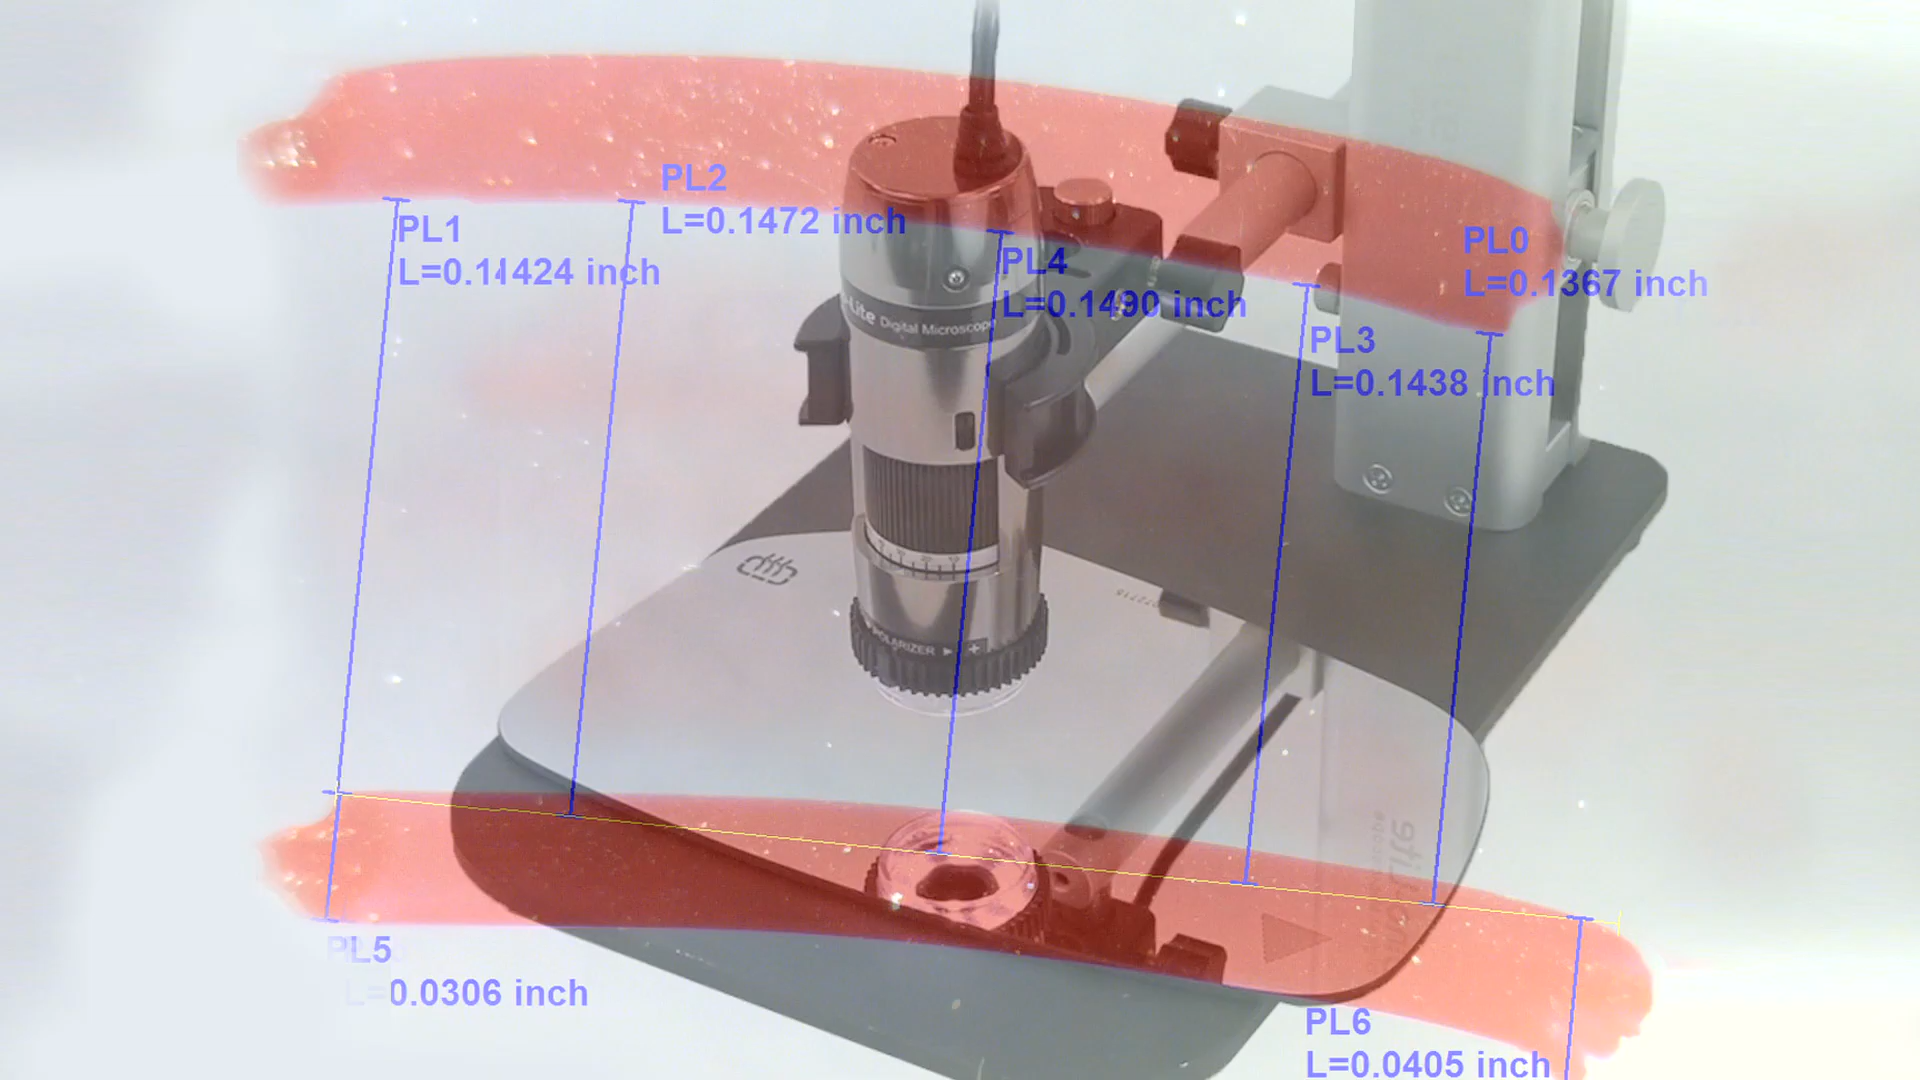 PL2
L=0.1472 inch
PL1
L=0.11424 inch
PL4
L=0.1490 inch
PL0
L=0.1367 inch
PL3
L=0.1438 inch
Lite Digital Microscope
POLARIZER ▶ +
PL5
L=0.0306 inch
PL6
L=0.0405 inch